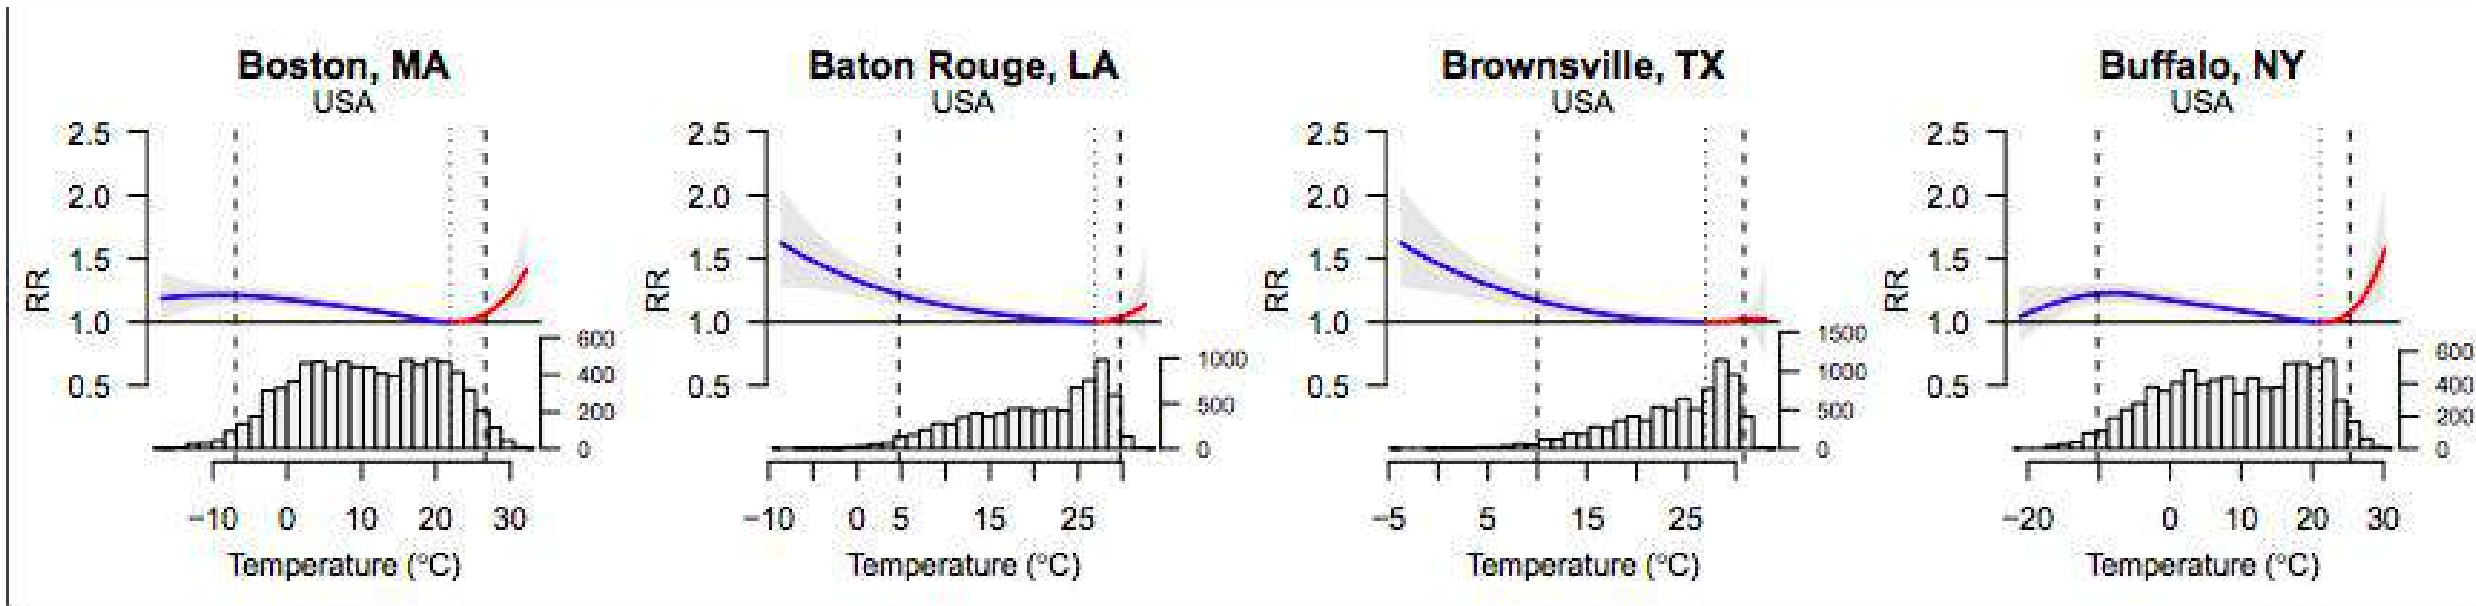 Boston, MA
USA
2.5
2.0
1.5
1.0
0.5
RR
600
400
200
0
−10 0 10 20 30
Temperature (°C)
Baton Rouge, LA
USA
2.5
2.0
1.5
1.0
0.5
RR
1000
500
0
−10 0 5 15 25
Temperature (°C)
Brownsville, TX
USA
2.5
2.0
1.5
1.0
0.5
RR
1500
1000
500
0
−5 5 15 25
Temperature (°C)
Buffalo, NY
USA
2.5
2.0
1.5
1.0
0.5
RR
600
400
200
0
−20 0 10 20 30
Temperature (°C)